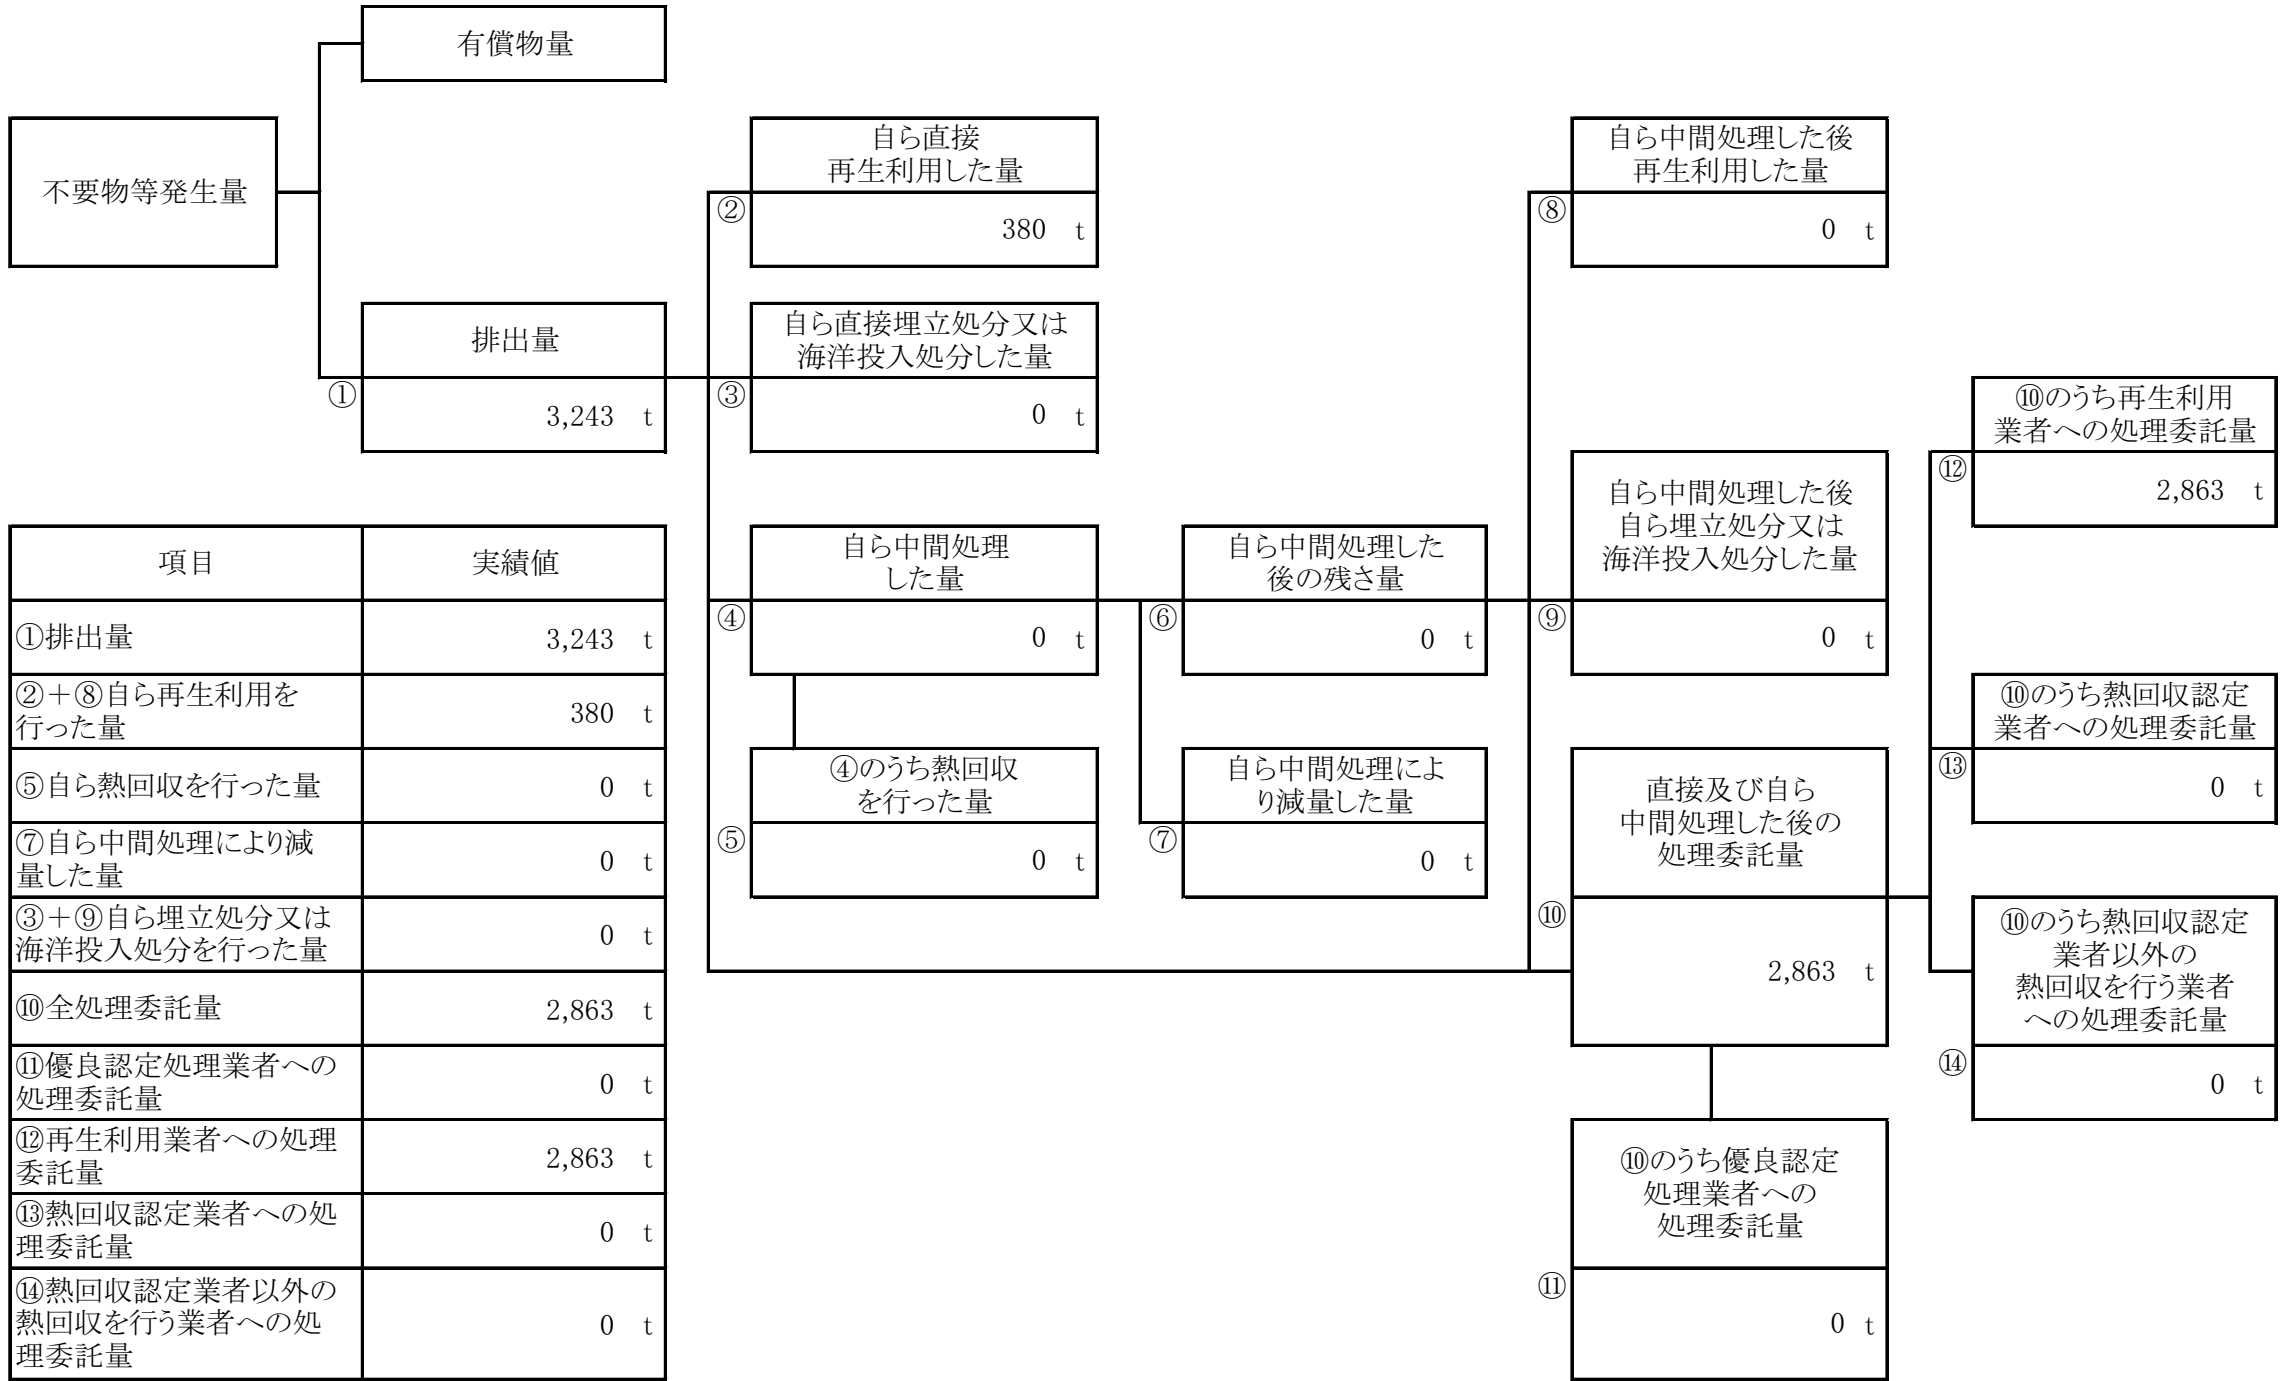 有償物量
不要物等発生量
排出量
①
3,243 t
自ら直接
再生利用した量
②
380 t
自ら直接埋立処分又は
海洋投入処分した量
③
0 t
自ら中間処理
した量
④
0 t
④のうち熱回収
を行った量
⑤
0 t
自ら中間処理した
後の残さ量
⑥
0 t
自ら中間処理によ
り減量した量
⑦
0 t
自ら中間処理した後
再生利用した量
⑧
0 t
自ら中間処理した後
自ら埋立処分又は
海洋投入処分した量
⑨
0 t
直接及び自ら
中間処理した後の
処理委託量
⑩
2,863 t
⑩のうち優良認定
処理業者への
処理委託量
⑪
0 t
⑩のうち再生利用
業者への処理委託量
⑫
2,863 t
⑩のうち熱回収認定
業者への処理委託量
⑬
0 t
⑩のうち熱回収認定
業者以外の
熱回収を行う業者
への処理委託量
⑭
0 t
項目 実績値
①排出量 3,243 t
②＋⑧自ら再生利用を
行った量 380 t
⑤自ら熱回収を行った量 0 t
⑦自ら中間処理により減
量した量 0 t
③＋⑨自ら埋立処分又は
海洋投入処分を行った量 0 t
⑩全処理委託量 2,863 t
⑪優良認定処理業者への
処理委託量 0 t
⑫再生利用業者への処理
委託量 2,863 t
⑬熱回収認定業者への処
理委託量 0 t
⑭熱回収認定業者以外の
熱回収を行う業者への処
理委託量 0 t